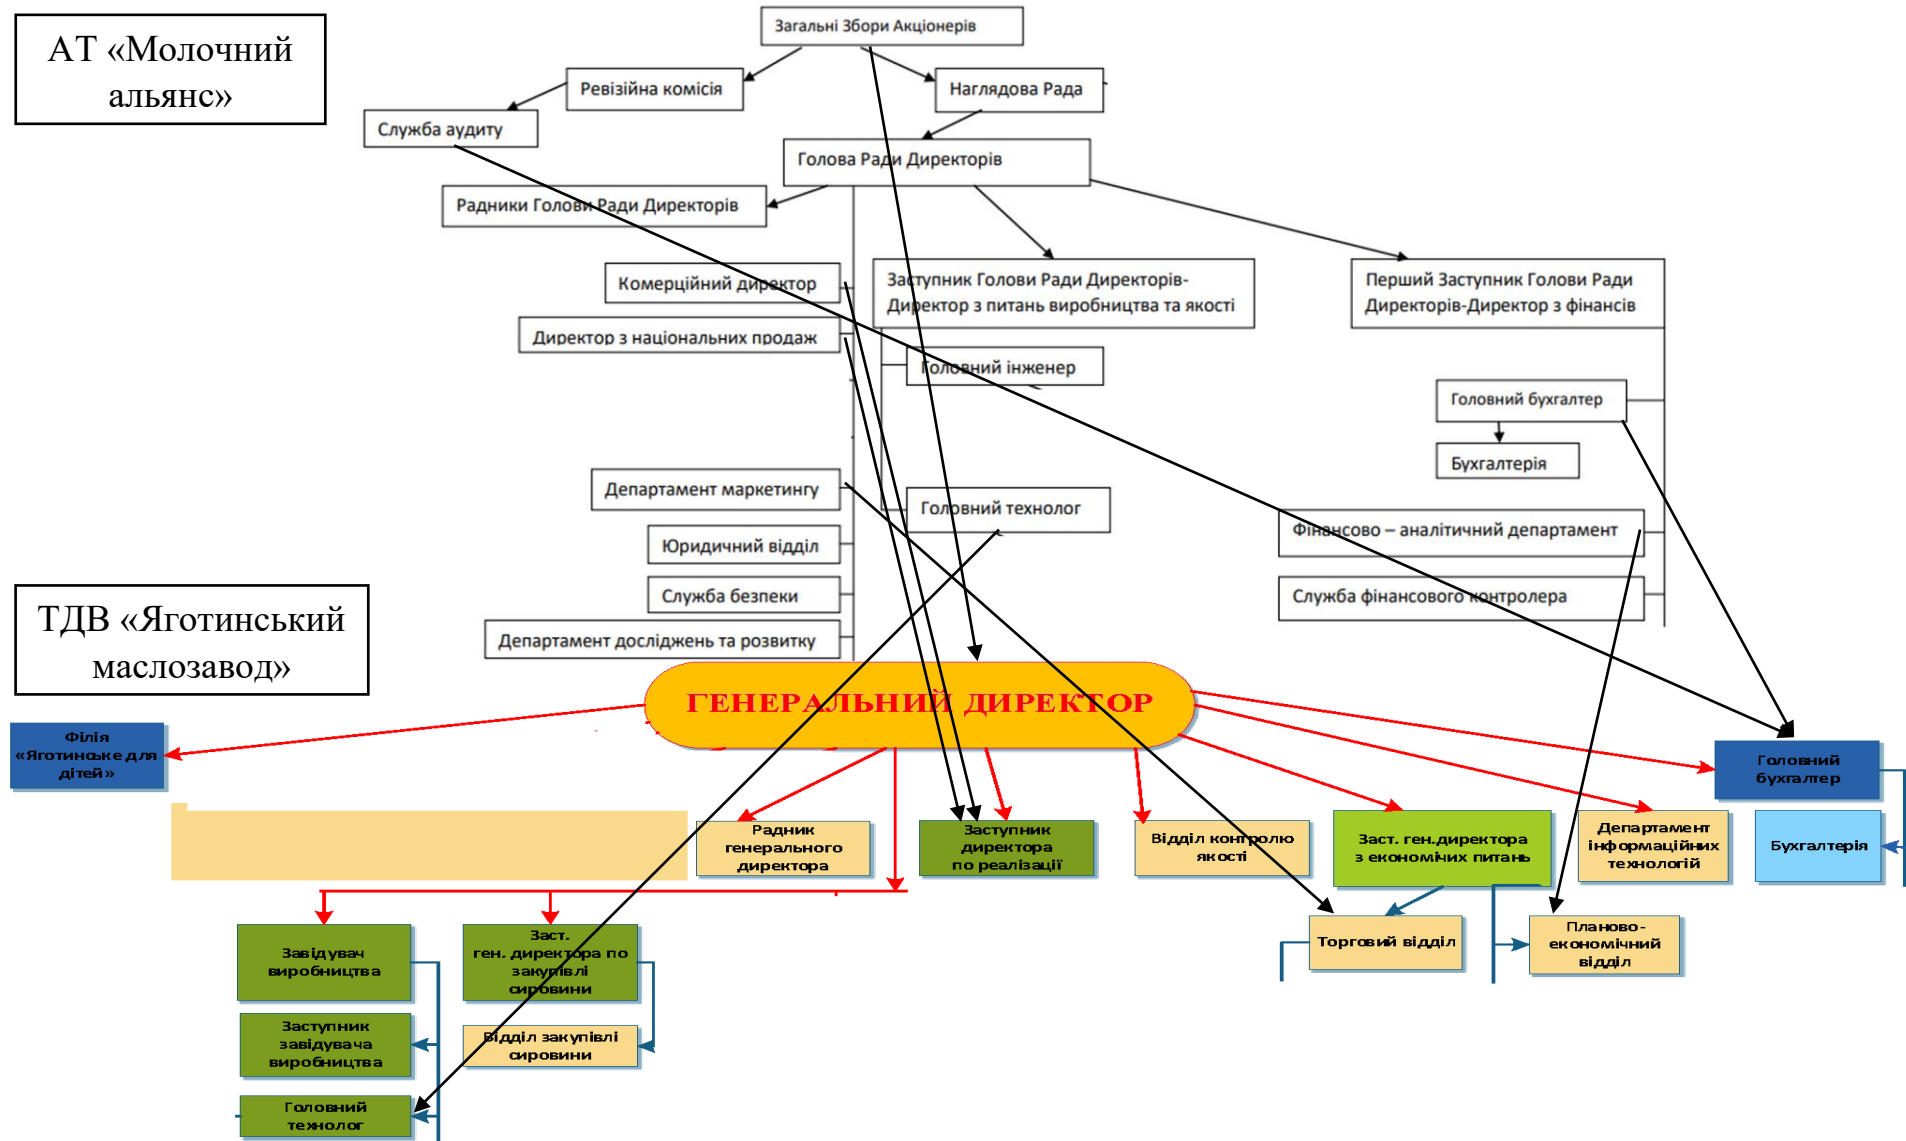 АТ «Молочний
альянс»
Загальні Збори Акціонерів
Ревізійна комісія
Наглядова Рада
Служба аудиту
Голова Ради Директорів
Радники Голови Ради Директорів
Комерційний директор
Заступник Голови Ради Директорів-
Директор з питань виробництва та якості
Перший Заступник Голови Ради
Директорів-Директор з фінансів
Директор з національних продаж
Головний інженер
Головний бухгалтер
Бухгалтерія
Департамент маркетингу
Головний технолог
Фінансово – аналітичний департамент
Юридичний відділ
Служба безпеки
Служба фінансового контролера
Департамент досліджень та розвитку
ТДВ «Яготинський
маслозавод»
ГЕНЕРАЛЬНИЙ ДИРЕКТОР
Філія
«Яготинське для
дітей»
Головний
бухгалтер
Радник
генерального
директора
Заступник
директора
по реалізації
Відділ контролю
якості
Заст. ген.директора
з економічих питань
Департамент
інформаційних
технологій
Бухгалтерія
Завідувач
виробництва
Заст.
ген. директора по
закупівлі
сировини
Торговий відділ
Планово-
економічний
відділ
Заступник
завідувача
виробництва
Відділ закупівлі
сировини
Головний
технолог